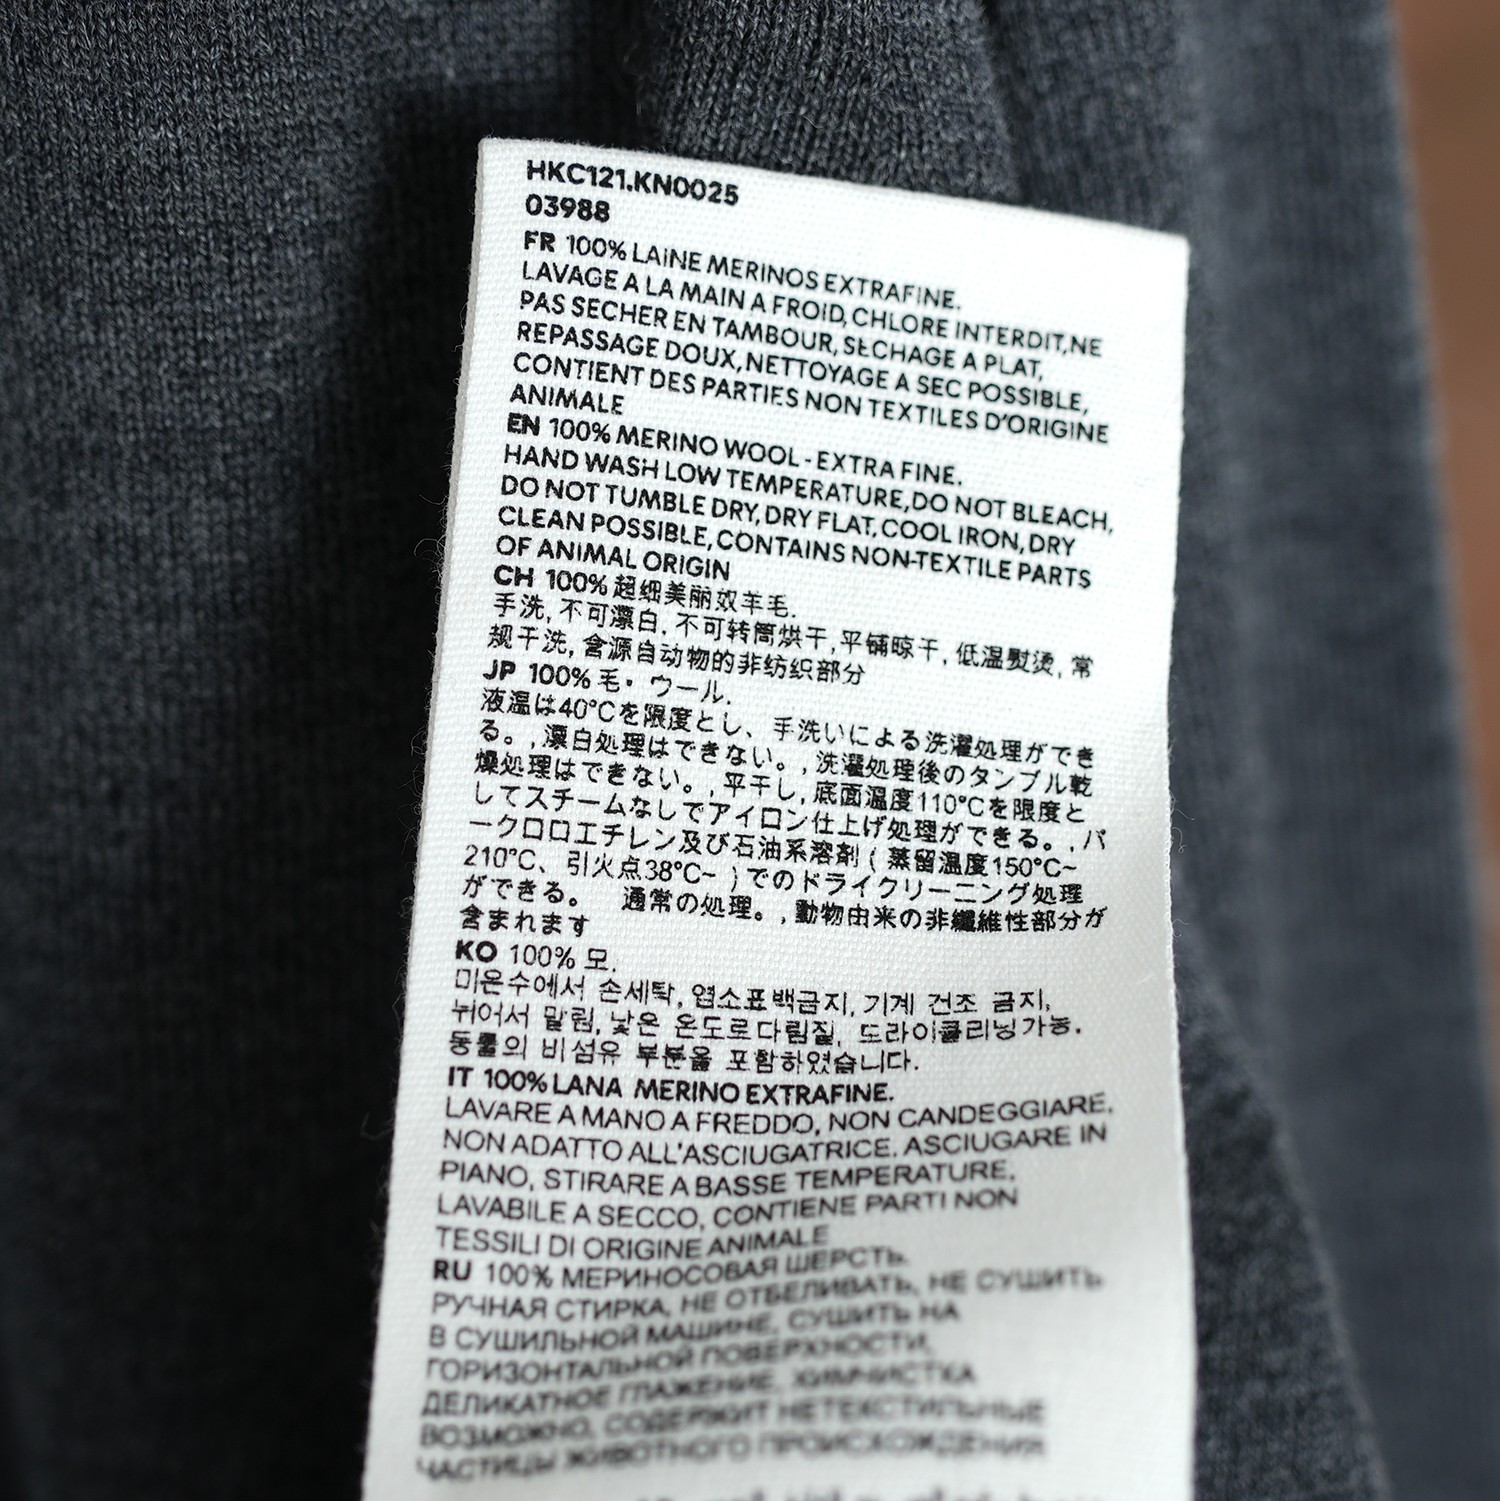 HKC121.KN0025
03988
FR 100% LAINE MERINOS EXTRAFINE.
LAVAGE A LA MAIN A FROID,CHLORE INTERDIT,NE
PAS SECHER EN TAMBOUR, SECHAGE A PLAT,
REPASSAGE DOUX,NETTOYAGE A SEC POSSIBLE,
CONTIENT DES PARTIES NON TEXTILES D'ORIGINE
ANIMALE
EN 100% MERINO WOOL - EXTRA FINE.
HAND WASH LOW TEMPERATURE,DO NOT BLEACH,
DO NOT TUMBLE DRY,DRY FLAT,COOL IRON,DRY
CLEAN POSSIBLE,CONTAINS NON-TEXTILE PARTS
OF ANIMAL ORIGIN
CH 100% 超细美丽奴羊毛.
手洗, 不可漂白. 不可转筒烘干,平铺晾干, 低温熨烫, 常
规干洗, 含源自动物的非纺织部分
JP 100% 毛・ウール.
液温は40℃を限度とし、手洗いによる洗濯処理ができ
る。,漂白処理はできない。,洗濯処理後のタンブル乾
燥処理はできない。,平干し,底面温度110℃を限度と
してスチームなしでアイロン仕上げ処理ができる。,パ
ークロロエチレン及び石油系溶剤 ( 蒸留温度150℃~
210℃、引火点38℃~ ) でのドライクリーニング処理
ができる。 通常の処理。,動物由来の非繊維性部分が
含まれます
KO 100% 모.
미온수에서 손세탁, 염소표백금지, 기계 건조 금지,
뉘어서 말림, 낮은 온도로다림질, 드라이클리닝가능.
동물의 비섬유 부분을 포함하였습니다.
IT 100% LANA MERINO EXTRAFINE.
LAVARE A MANO A FREDDO, NON CANDEGGIARE,
NON ADATTO ALL'ASCIUGATRICE. ASCIUGARE IN
PIANO, STIRARE A BASSE TEMPERATURE,
LAVABILE A SECCO, CONTIENE PARTI NON
TESSILI DI ORIGINE ANIMALE
RU 100% МЕРИНОСОВАЯ ШЕРСТЬ.
РУЧНАЯ СТИРКА, НЕ ОТБЕЛИВАТЬ, НЕ СУШИТЬ
В СУШИЛЬНОЙ МАШИНЕ, СУШИТЬ НА
ГОРИЗОНТАЛЬНОЙ ПОВЕРХНОСТИ,
ДЕЛИКАТНОЕ ГЛАЖЕНИЕ, ХИМЧИСТКА
ВОЗМОЖНО, СОДЕРЖИТ НЕТЕКСТИЛЬНЫЕ
ЧАСТИЦЫ ЖИВОТНОГО ПРОИСХОЖДЕНИЯ